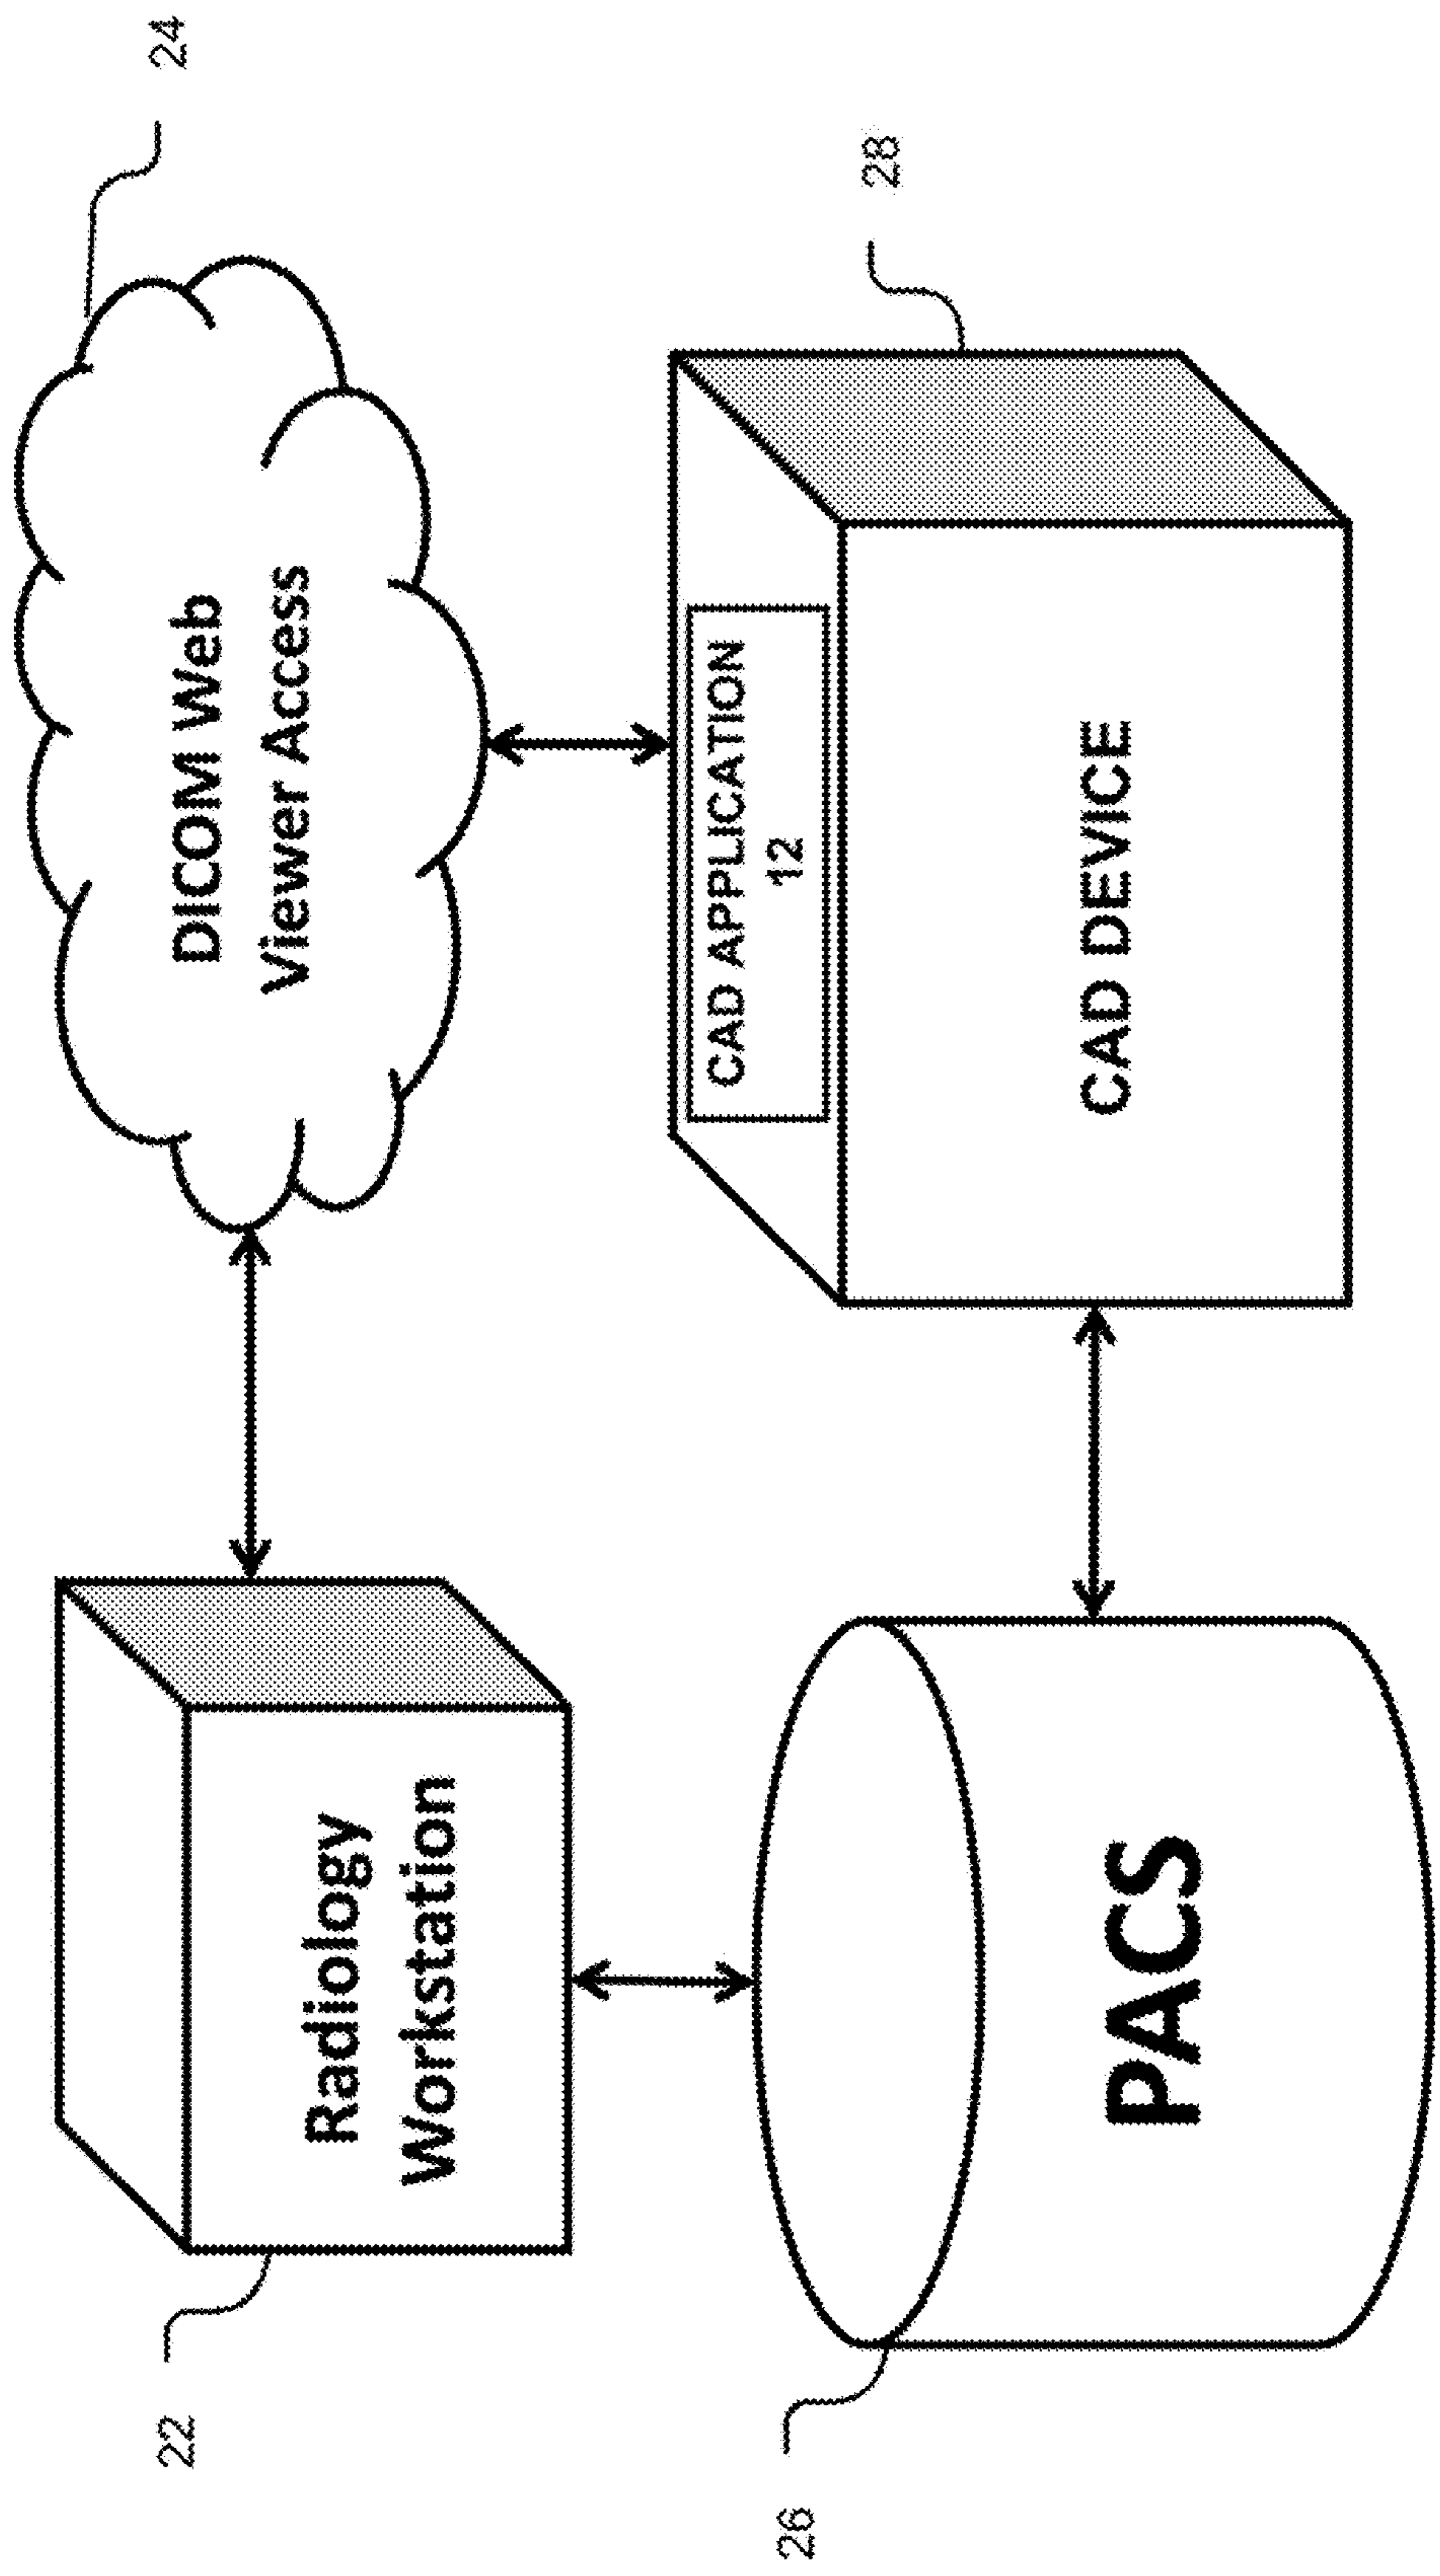 24
DICOM Web
Viewer Access
Radiology
Workstation
22
28
CAD APPLICATION
12
CAD DEVICE
PACS
26